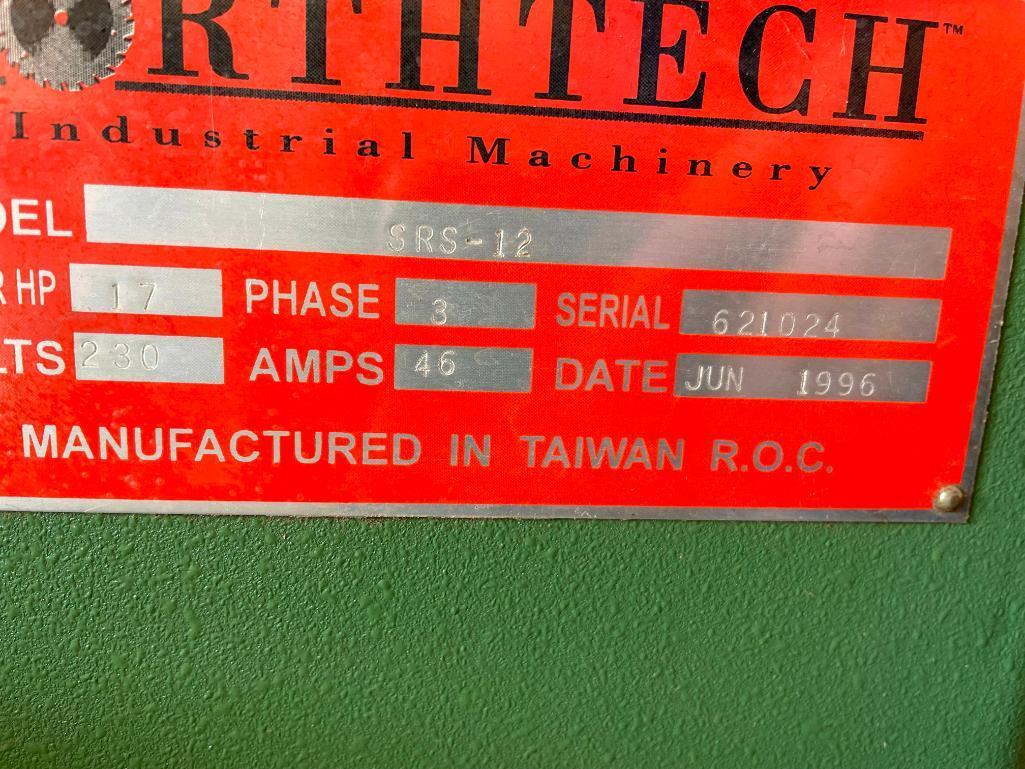 ORTHTECH™
Industrial Machinery
DEL SRS-12
R HP 17 PHASE 3 SERIAL 621024
LTS 230 AMPS 46 DATE JUN 1996
MANUFACTURED IN TAIWAN R.O.C.